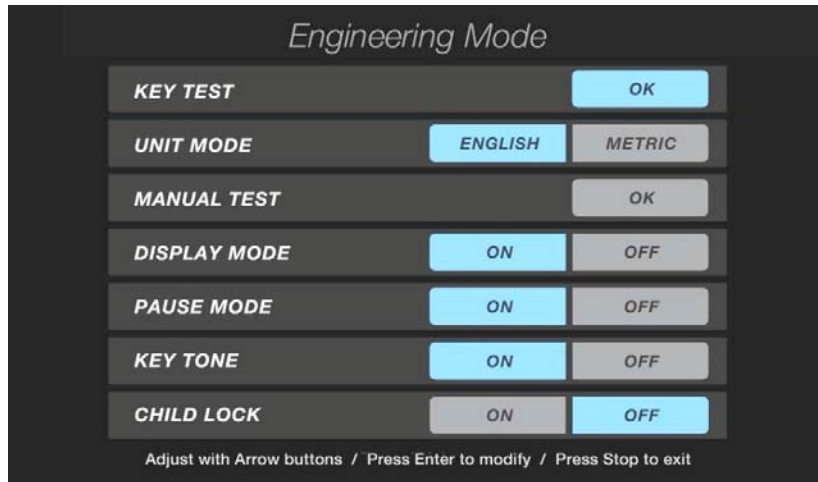 Engineering Mode
KEY TEST OK
UNIT MODE ENGLISH METRIC
MANUAL TEST OK
DISPLAY MODE ON OFF
PAUSE MODE ON OFF
KEY TONE ON OFF
CHILD LOCK ON OFF
Adjust with Arrow buttons / Press Enter to modify / Press Stop to exit